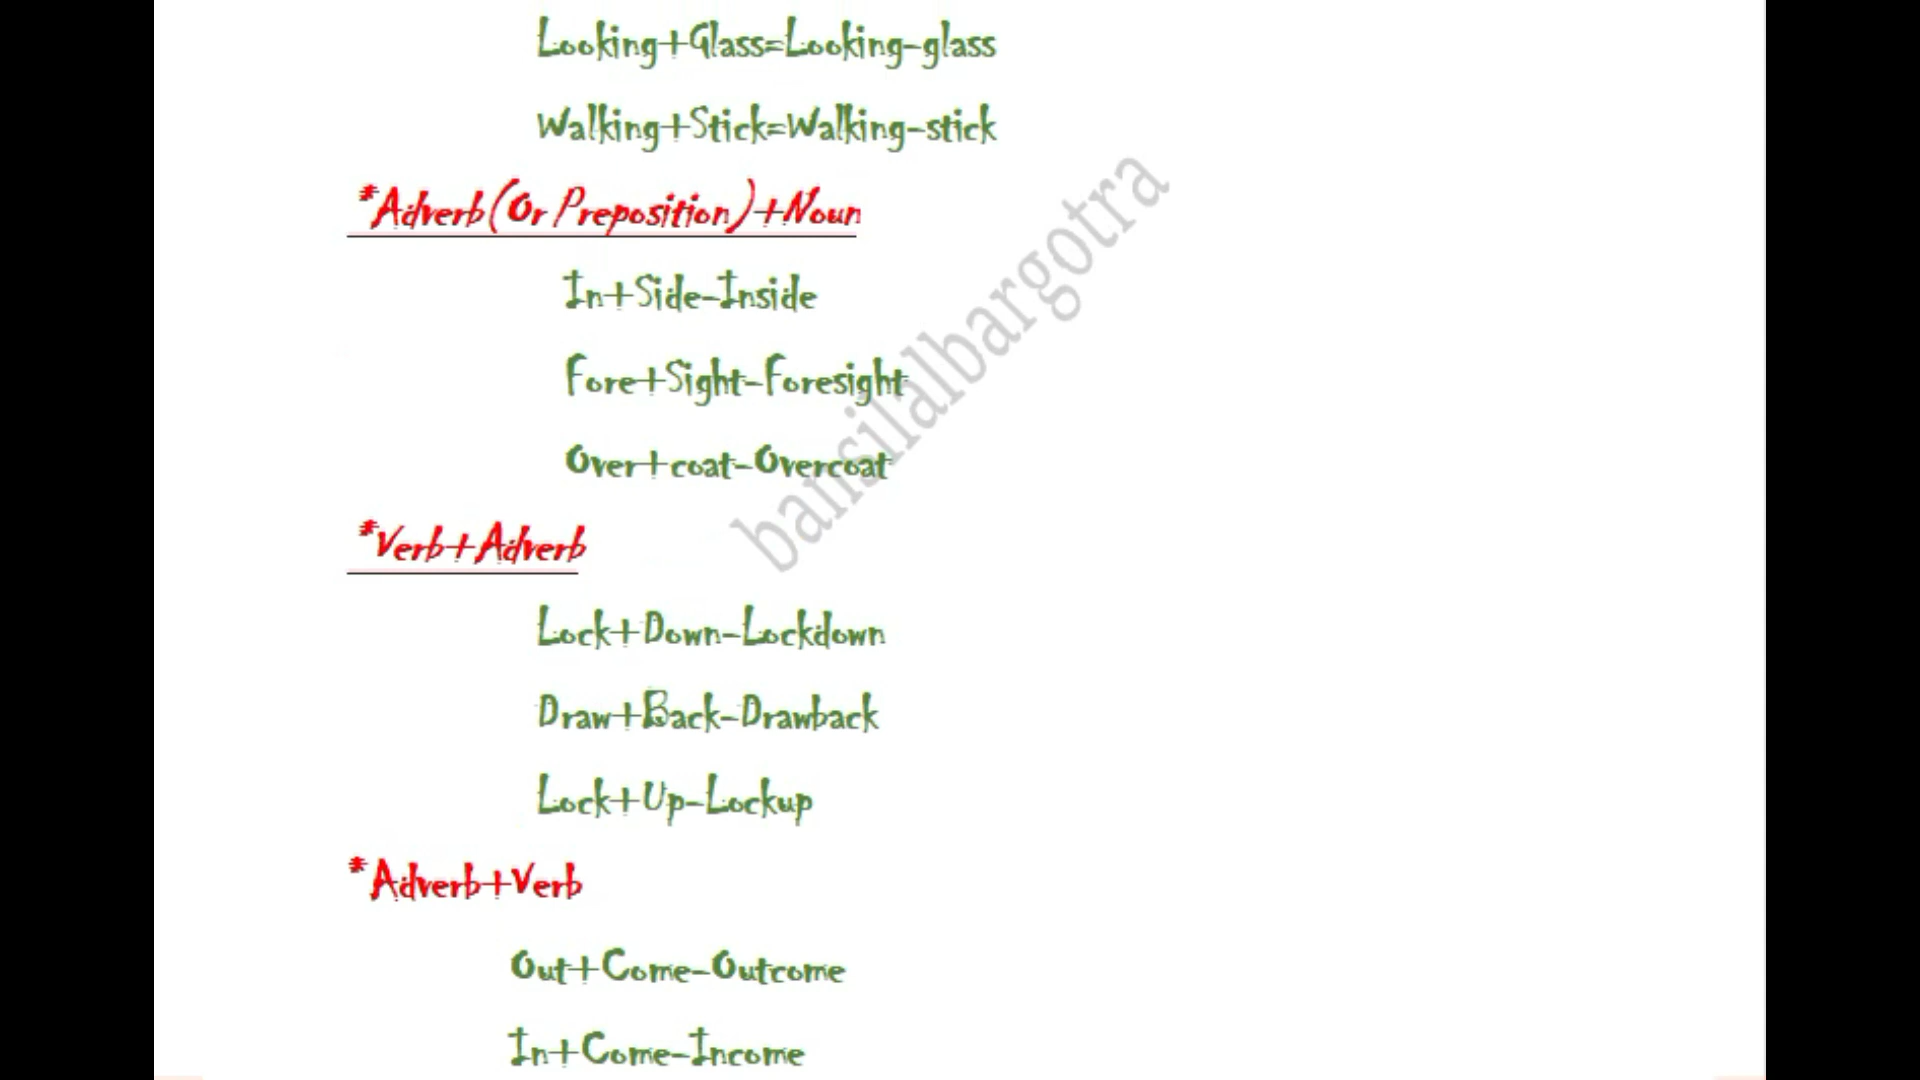 Looking+Glass=Looking-glass
Walking+Stick=Walking-stick
*Adverb(Or Preposition)+Noun
In+Side-Inside
Fore+Sight-Foresight
Over+coat-Overcoat
*Verb+Adverb
Lock+Down-Lockdown
Draw+Back-Drawback
Lock+Up-Lockup
*Adverb+Verb
Out+Come-Outcome
In+Come-Income
bansilalbargotra